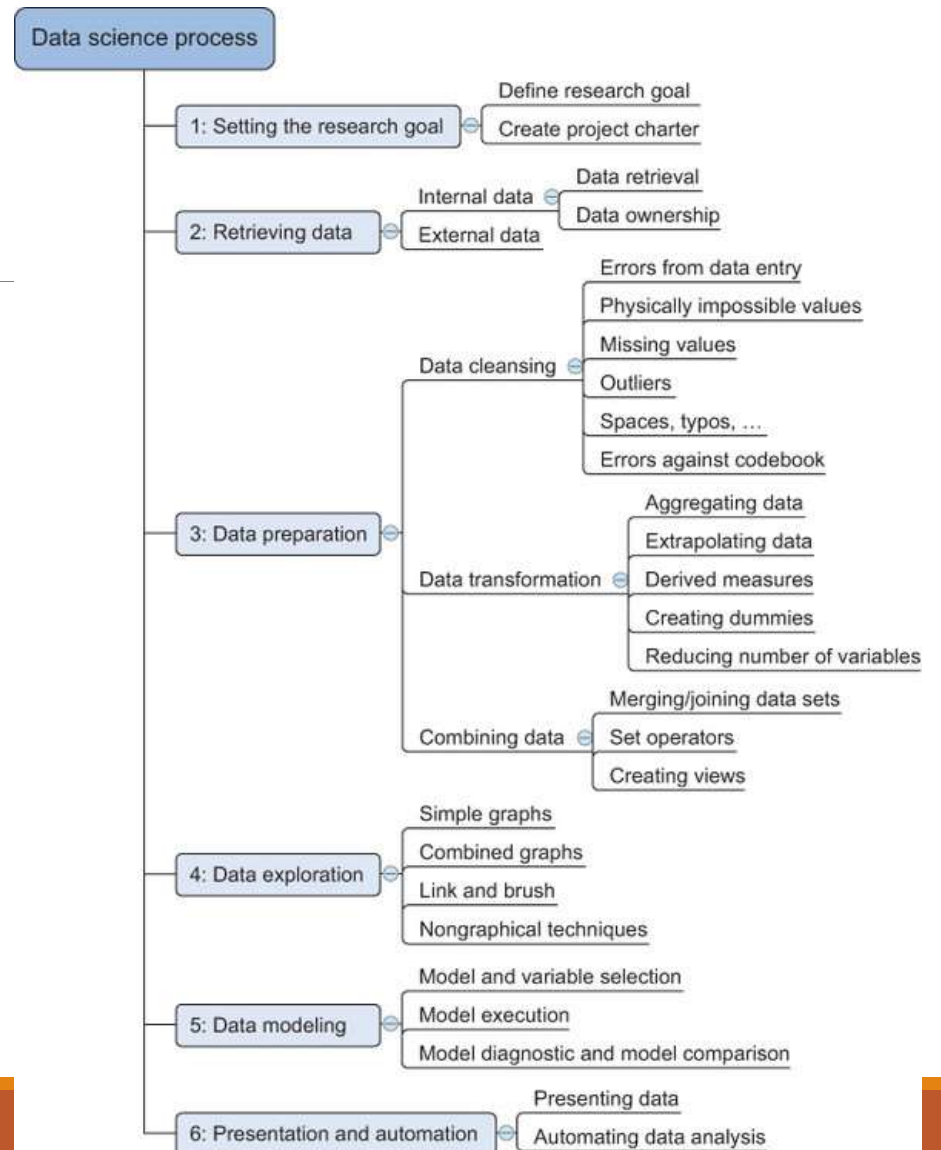 Data science process
1: Setting the research goal
Define research goal
Create project charter
2: Retrieving data
Internal data
Data retrieval
Data ownership
External data
3: Data preparation
Data cleansing
Errors from data entry
Physically impossible values
Missing values
Outliers
Spaces, typos, …
Errors against codebook
Data transformation
Aggregating data
Extrapolating data
Derived measures
Creating dummies
Reducing number of variables
Combining data
Merging/joining data sets
Set operators
Creating views
4: Data exploration
Simple graphs
Combined graphs
Link and brush
Nongraphical techniques
5: Data modeling
Model and variable selection
Model execution
Model diagnostic and model comparison
6: Presentation and automation
Presenting data
Automating data analysis